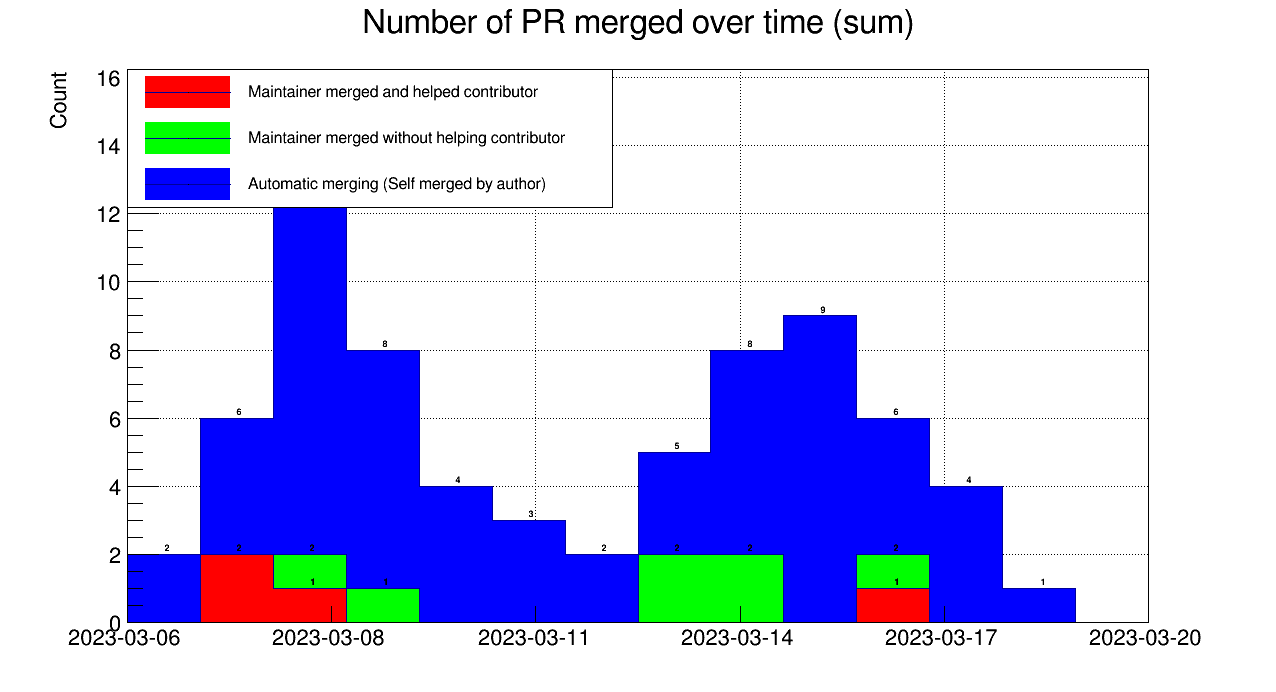 Number of PR merged over time (sum)
Count
16
14
12
10
8
6
4
2
0
Maintainer merged and helped contributor
Maintainer merged without helping contributor
Automatic merging (Self merged by author)
2 6 8 4 3 2 5 8 9 6 4 1
2 2 2 2 2
1 1 1
2023-03-06 2023-03-08 2023-03-11 2023-03-14 2023-03-17 2023-03-20